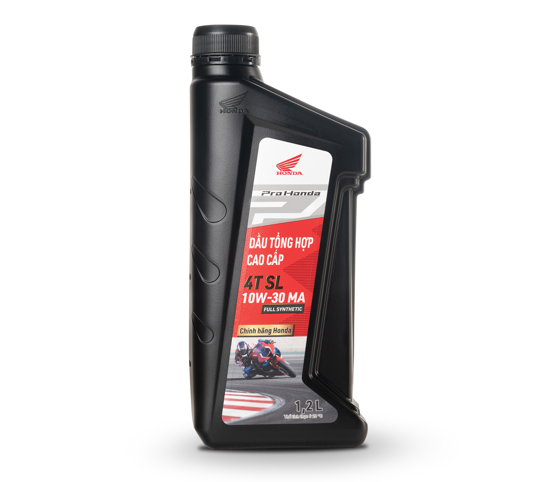 HONDA
HONDA
Pro Honda
DẦU TỔNG HỢP
CAO CẤP
4T SL
10W-30 MA
FULL SYNTHETIC
Chính hãng Honda
1,2L